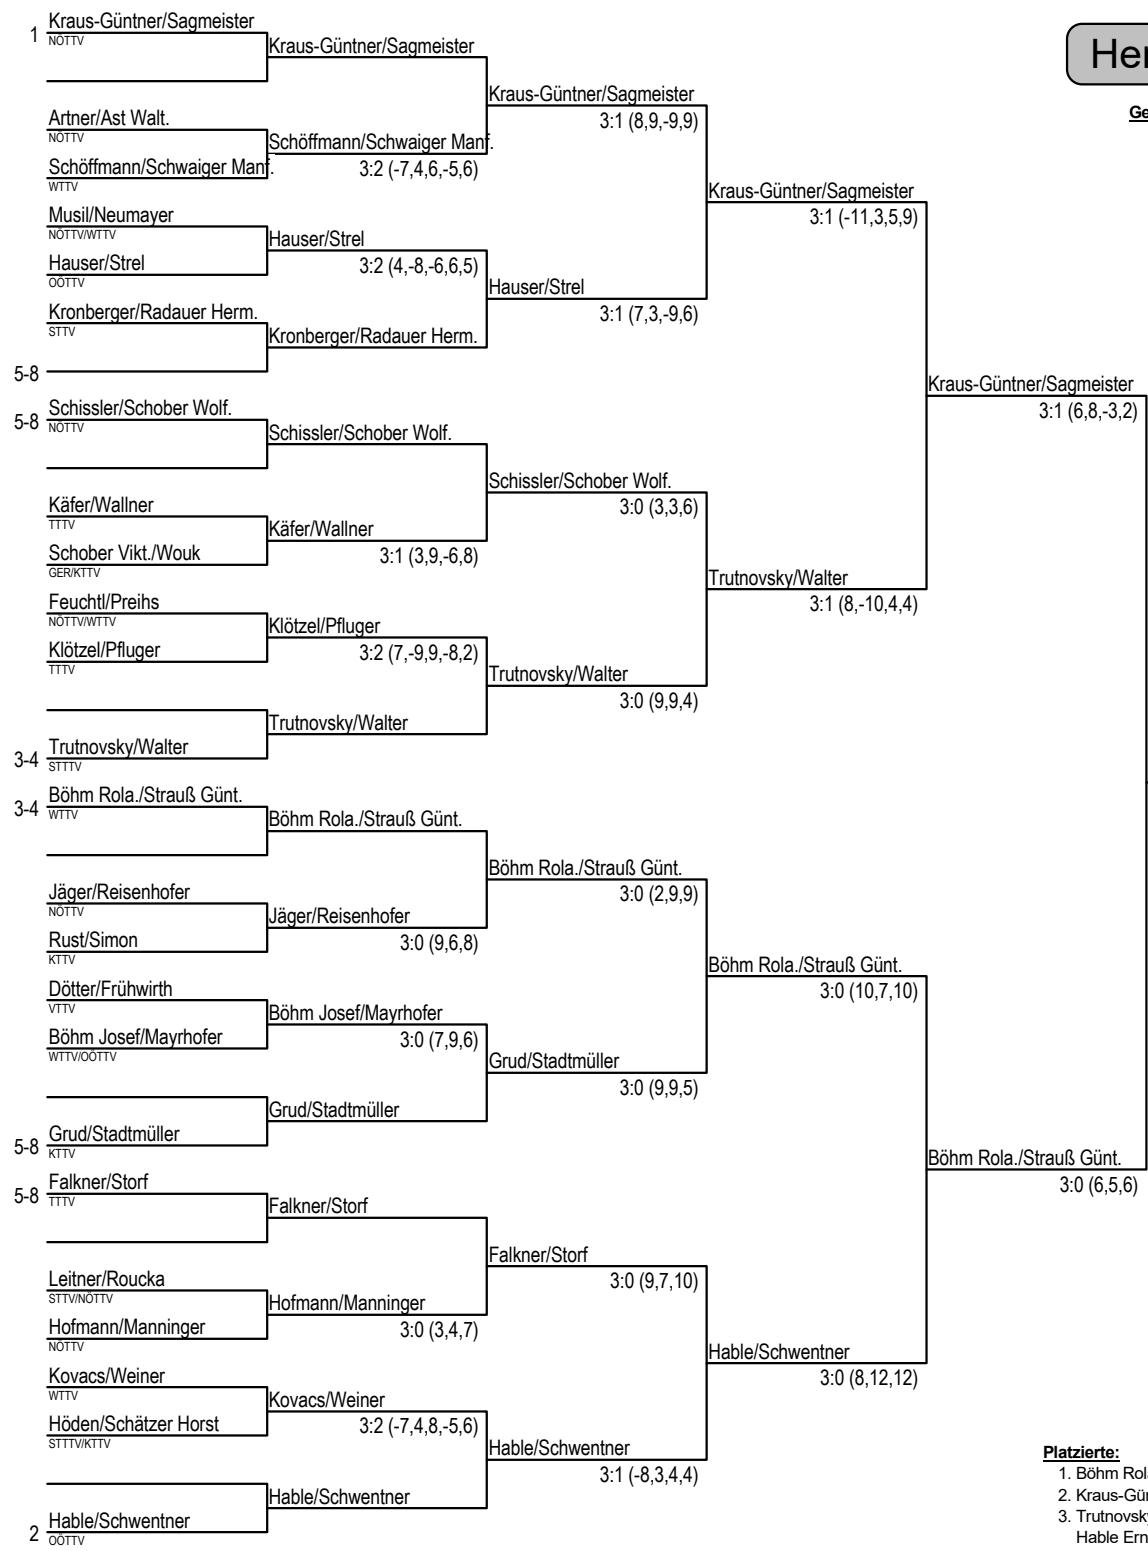 1 Kraus-Güntner/Sagmeister
NÖTTV
Artner/Ast Walt.
NÖTTV
Schöffmann/Schwaiger Manf.
WTTV
Musil/Neumayer
NÖTTV/WTTV
Hauser/Strel
OÖTTV
Kronberger/Radauer Herm.
STTV
5-8
5-8 Schissler/Schober Wolf.
NÖTTV
Käfer/Wallner
TTTV
Schober Vikt./Wouk
GER/KTTV
Feuchtl/Preihs
NÖTTV/WTTV
Klötzel/Pfluger
TTTV
3-4 Trutnovsky/Walter
STTTV
3-4 Böhm Rola./Strauß Günt.
WTTV
Jäger/Reisenhofer
NÖTTV
Rust/Simon
KTTV
Dötter/Frühwirth
VTTV
Böhm Josef/Mayrhofer
WTTV/OÖTTV
5-8 Grud/Stadtmüller
KTTV
5-8 Falkner/Storf
TTTV
Leitner/Roucka
STTV/NÖTTV
Hofmann/Manninger
NÖTTV
Kovacs/Weiner
WTTV
Höden/Schätzer Horst
STTTV/KTTV
2 Hable/Schwentner
OÖTTV
Kraus-Güntner/Sagmeister
Schöffmann/Schwaiger Manf.
3:2 (-7,4,6,-5,6)
Hauser/Strel
3:2 (4,-8,-6,6,5)
Kronberger/Radauer Herm.
Schissler/Schober Wolf.
Käfer/Wallner
3:1 (3,9,-6,8)
Klötzel/Pfluger
3:2 (7,-9,9,-8,2)
Trutnovsky/Walter
Böhm Rola./Strauß Günt.
Jäger/Reisenhofer
3:0 (9,6,8)
Böhm Josef/Mayrhofer
3:0 (7,9,6)
Grud/Stadtmüller
Falkner/Storf
Hofmann/Manninger
3:0 (3,4,7)
Kovacs/Weiner
3:2 (-7,4,8,-5,6)
Hable/Schwentner
Kraus-Güntner/Sagmeister
3:1 (8,9,-9,9)
Hauser/Strel
3:1 (7,3,-9,6)
Schissler/Schober Wolf.
3:0 (3,3,6)
Trutnovsky/Walter
3:0 (9,9,4)
Böhm Rola./Strauß Günt.
3:0 (2,9,9)
Grud/Stadtmüller
3:0 (9,9,5)
Falkner/Storf
3:0 (9,7,10)
Hable/Schwentner
3:1 (-8,3,4,4)
Kraus-Güntner/Sagmeister
3:1 (-11,3,5,9)
Trutnovsky/Walter
3:1 (8,-10,4,4)
Böhm Rola./Strauß Günt.
3:0 (10,7,10)
Hable/Schwentner
3:0 (8,12,12)
Kraus-Güntner/Sagmeister
3:1 (6,8,-3,2)
Böhm Rola./Strauß Günt.
3:0 (6,5,6)
Her
Ge
Platzierte:
1. Böhm Rol
2. Kraus-Gün
3. Trutnovsk
Hable Ern